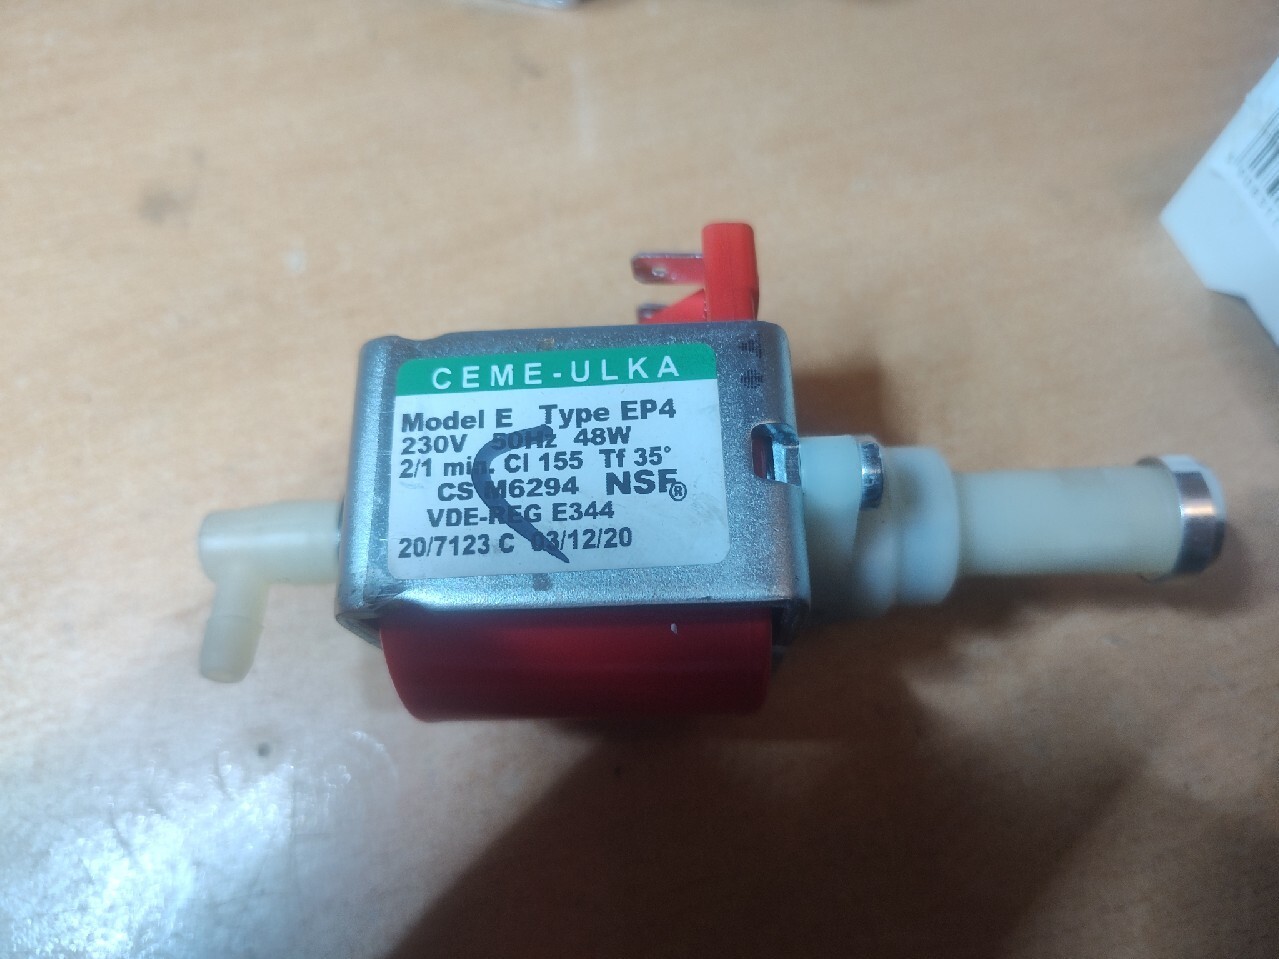 CEME-ULKA
Model E Type EP4
230V 50Hz 48W
2/1 min. Cl 155 Tf 35°
CS M6294 NSF®
VDE-REG E344
20/7123 C 03/12/20